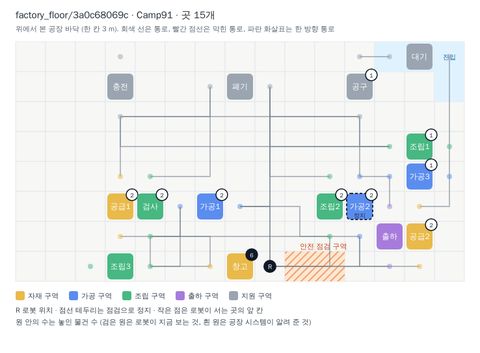 factory_floor/3a0c68069c · Camp91 · 곳 15개
위에서 본 공장 바닥 (한 칸 3 m). 회색 선은 통로, 빨간 점선은 막힌 통로, 파란 화살표는 한 방향 통로
대기
진입
충전
폐기
공구
1
조립1
1
가공3
1
공급1
2
검사
2
가공1
2
조립2
2
가공2
2
정지
출하
공급2
2
안전 점검 구역
조립3
창고
6
R
자재 구역
가공 구역
조립 구역
출하 구역
지원 구역
R 로봇 위치 · 점선 테두리는 점검으로 정지 · 작은 점은 로봇이 서는 곳의 앞 칸
원 안의 수는 놓인 물건 수 (검은 원은 로봇이 지금 보는 것, 흰 원은 공장 시스템이 알려 준 것)